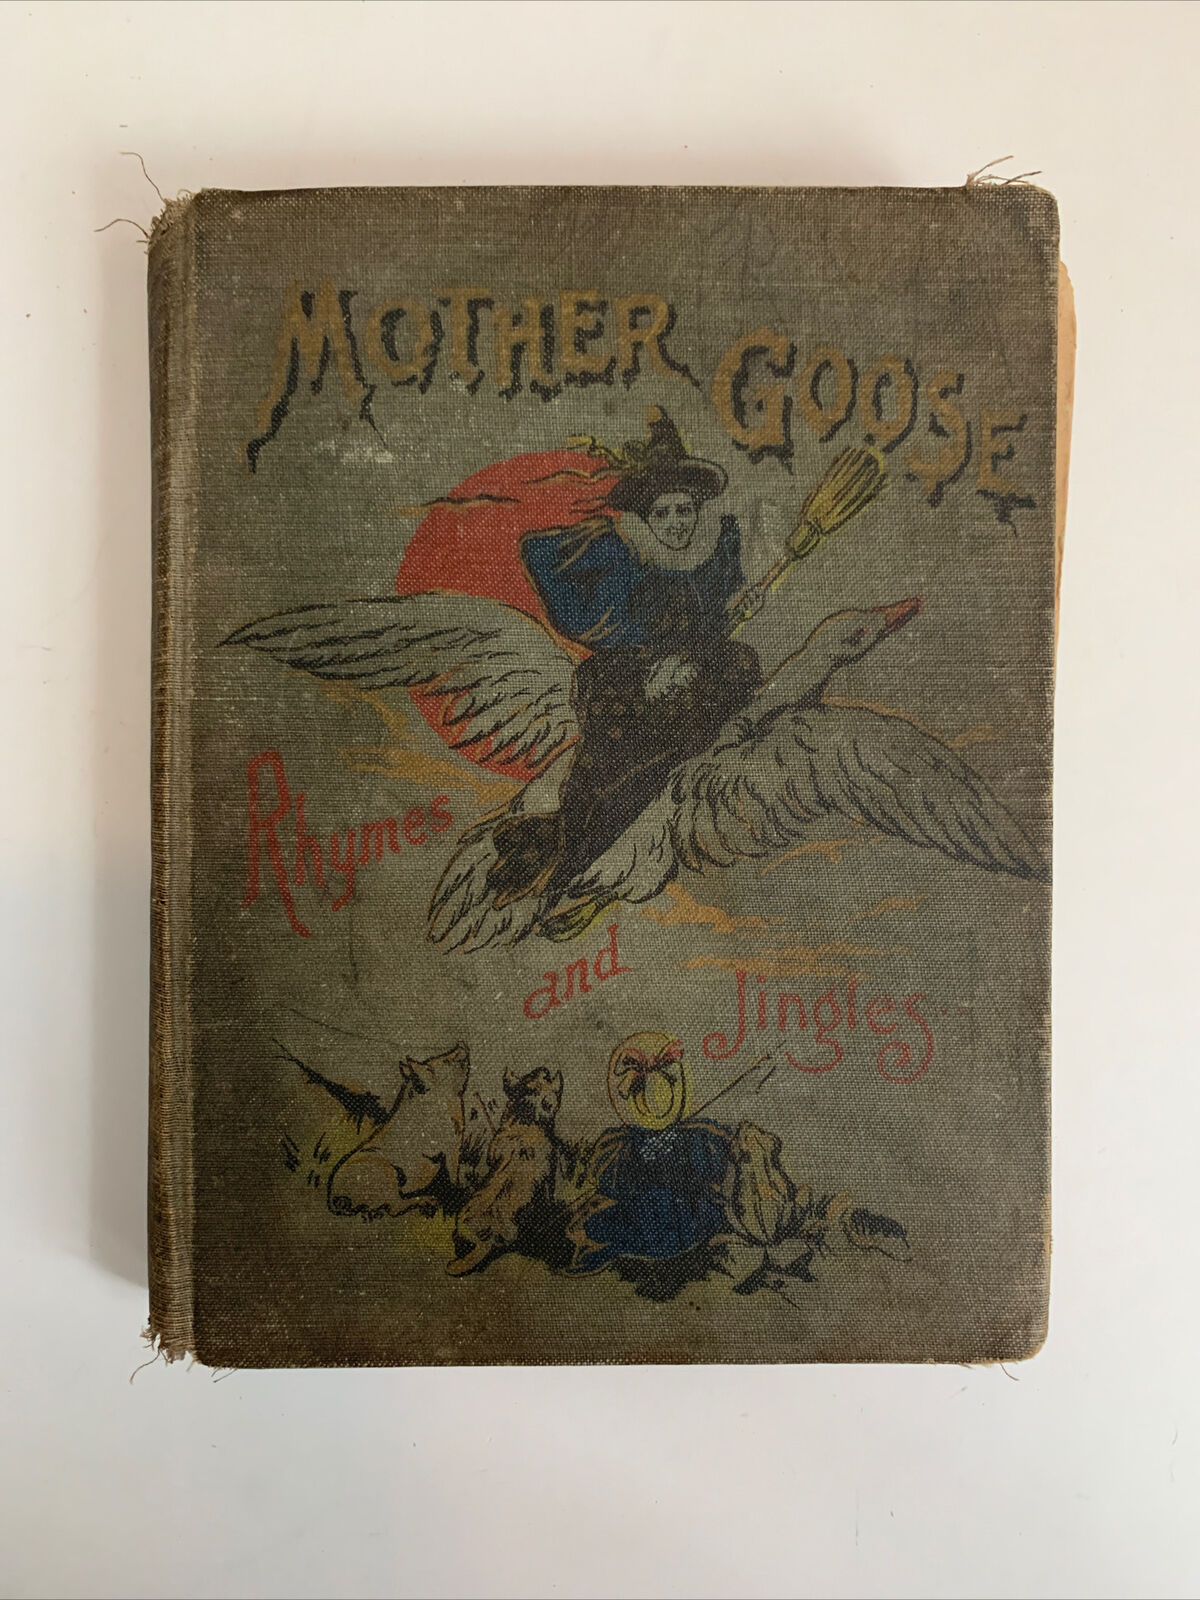 MOTHER GOOSE
Rhymes
and
Jingles